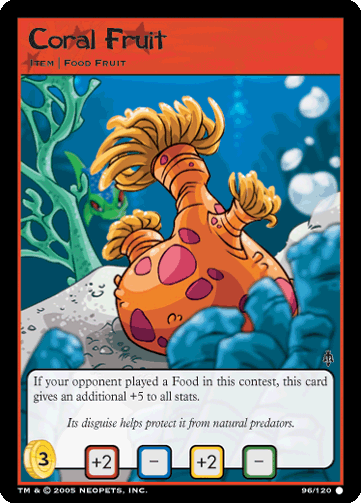 Coral Fruit
Item | Food Fruit
If your opponent played a Food in this contest, this card
gives an additional +5 to all stats.
Its disguise helps protect it from natural predators.
3 +2 – +2 –
TM & © 2005 NEOPETS, INC. 96/120